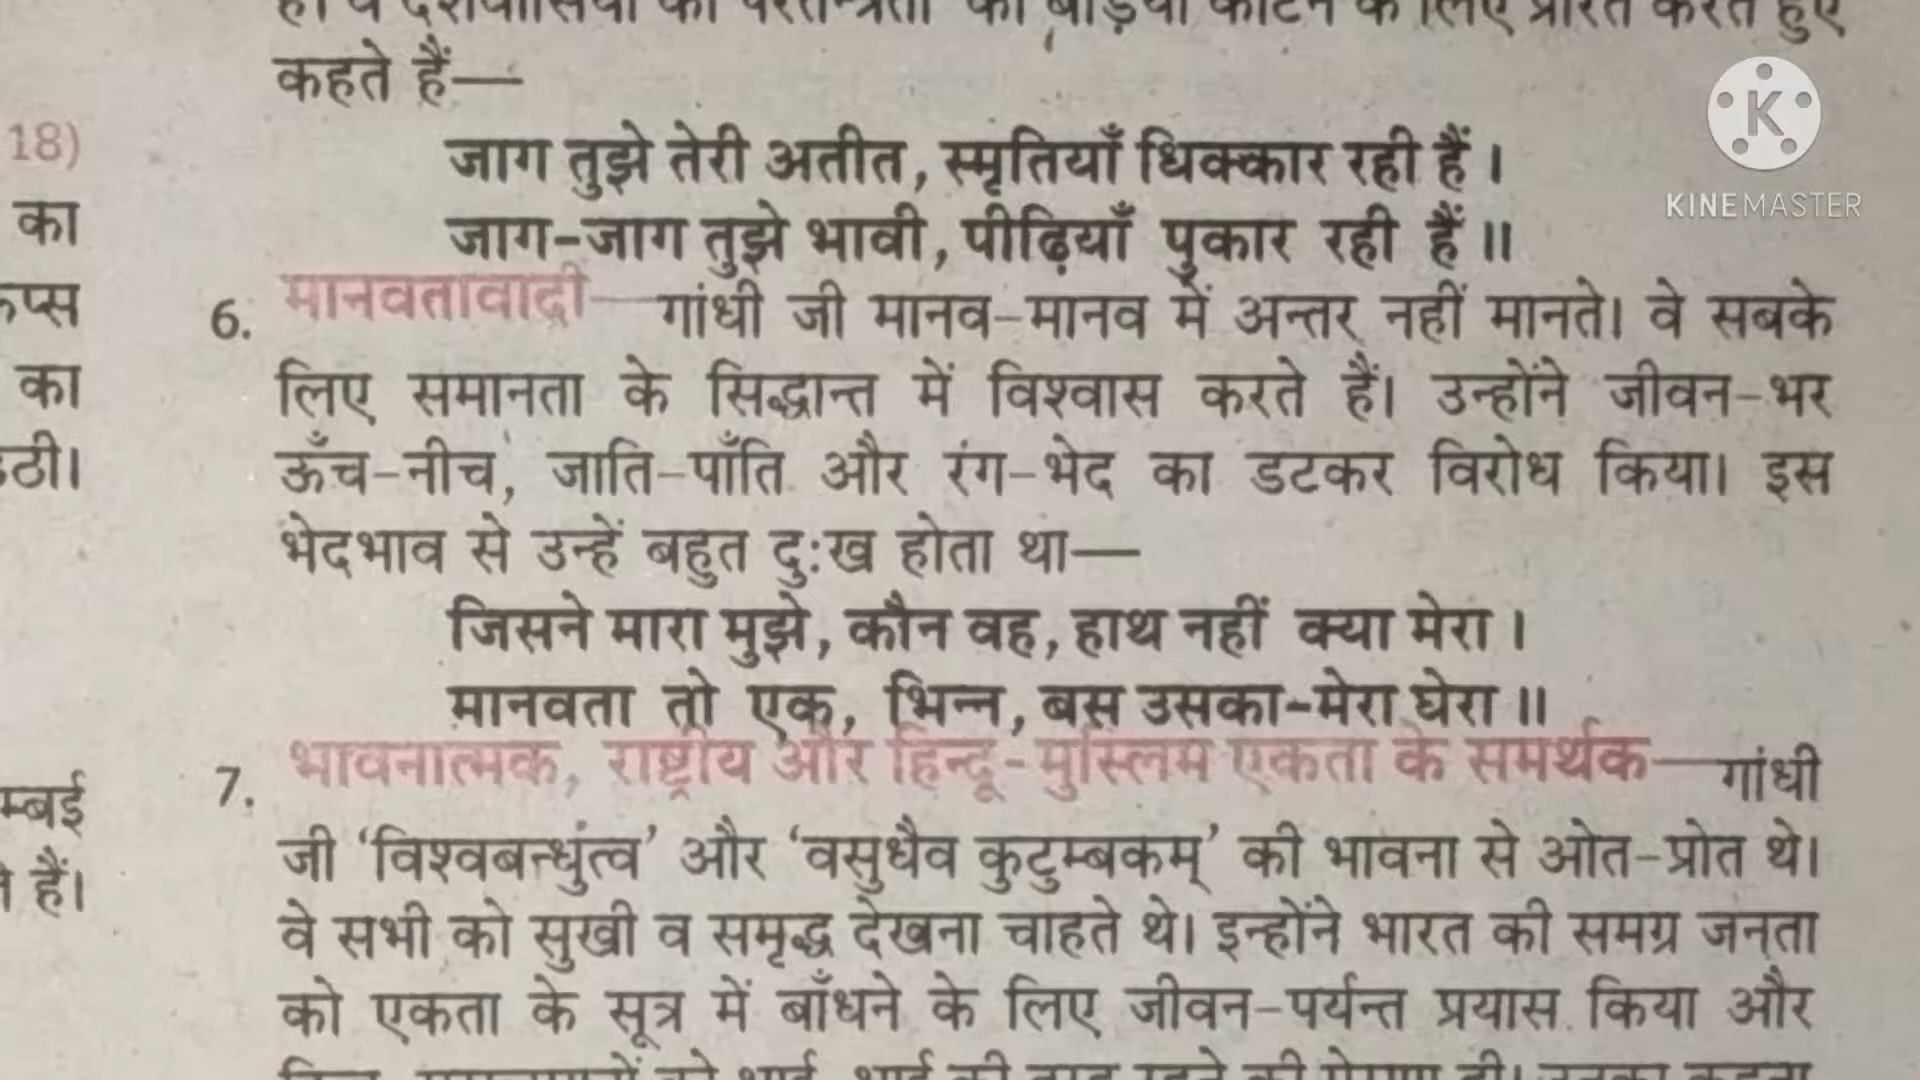 कहते हैं—
जाग तुझे तेरी अतीत, स्मृतियाँ धिक्कार रही हैं।
जाग-जाग तुझे भावी, पीढ़ियाँ पुकार रही हैं॥
6. मानवतावादी—गांधी जी मानव-मानव में अन्तर नहीं मानते। वे सबके
लिए समानता के सिद्धान्त में विश्वास करते हैं। उन्होंने जीवन-भर
ऊँच-नीच, जाति-पाँति और रंग-भेद का डटकर विरोध किया। इस
भेदभाव से उन्हें बहुत दुःख होता था—
जिसने मारा मुझे, कौन वह, हाथ नहीं क्या मेरा।
मानवता तो एक, भिन्न, बस उसका-मेरा घेरा॥
7. भावनात्मक, राष्ट्रीय और हिन्दू-मुस्लिम एकता के समर्थक—गांधी
जी ‘विश्वबन्धुत्व’ और ‘वसुधैव कुटुम्बकम्’ की भावना से ओत-प्रोत थे।
वे सभी को सुखी व समृद्ध देखना चाहते थे। इन्होंने भारत की समग्र जनता
को एकता के सूत्र में बाँधने के लिए जीवन-पर्यन्त प्रयास किया और
18)
का
का
हैं।
KINEMASTER